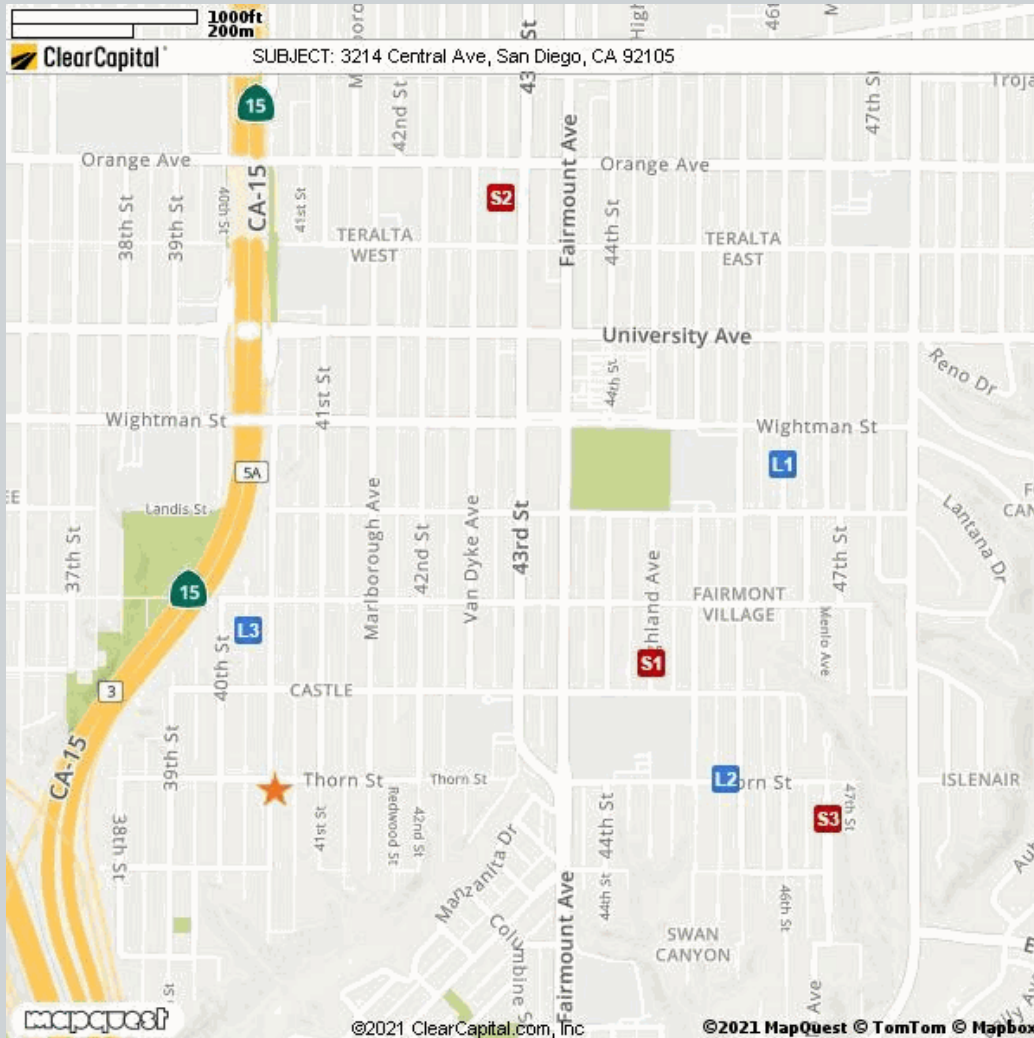 1000ft
200m
ClearCapital
SUBJECT: 3214 Central Ave, San Diego, CA 92105
43rd St
42nd St
47th St
15
Orange Ave
Orange Ave
CA-15
Fairmount Ave
S2
38th St
39th St
40th St
41st St
44th St
TERALTA
WEST
TERALTA
EAST
University Ave
Reno Dr
44th St
41st St
Wightman St
Wightman St
L1
5A
Landis St
Lantana Dr
37th St
Marlborough Ave
42nd St
Van Dyke Ave
43rd St
47th St
15
FAIRMONT
VILLAGE
Menlo Ave
L3
40th St
S1
3
CASTLE
CA-15
39th St
Thorn St
Thorn St
L2
ISLENAIR
S3
47th St
38th St
41st St
Redwood St
42nd St
44th St
Manzanita Dr
44th St
46th St
Fairmount Ave
Columbine
SWAN
CANYON
St
Ave
mapquest
©2021 ClearCapital.com, Inc
©2021 MapQuest © TomTom © Mapbox